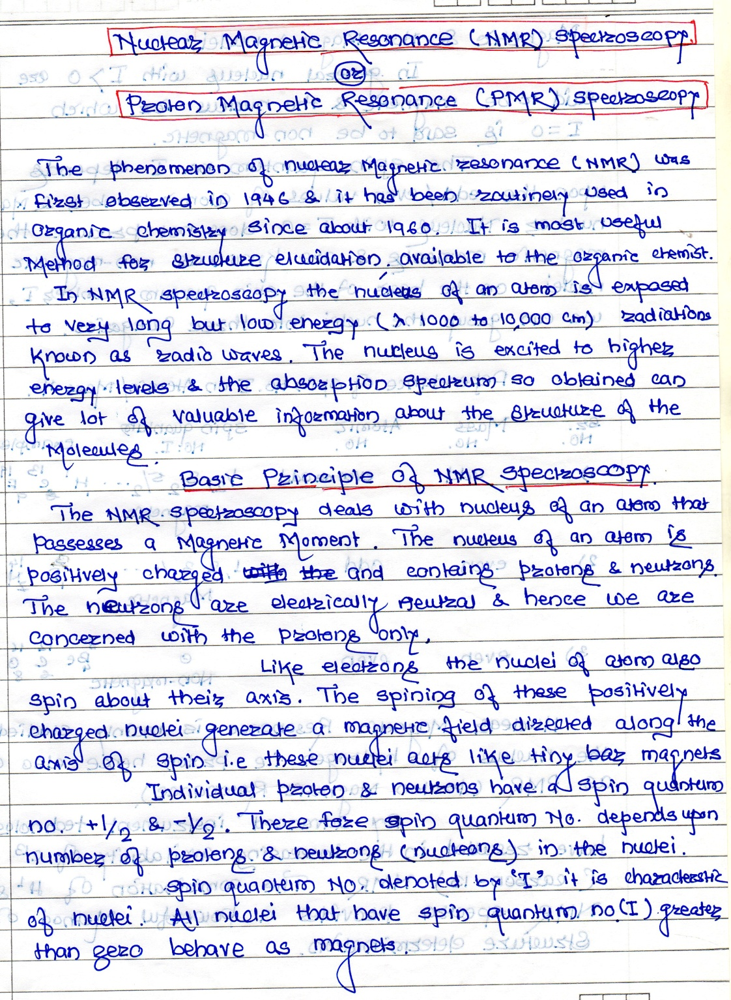 Nuclear Magnetic Resonance (NMR) Spectroscopy.
or
Proton Magnetic Resonance (PMR) Spectroscopy
The phenomenon of nuclear Magnetic resonance (NMR) was
first observed in 1946 & it has been routinely used in
organic chemistry since about 1960. It is most useful
Method for structure elucidation available to the organic chemist.
In NMR spectroscopy the nucleus of an atom is exposed
to very long but low energy (λ 1000 to 10,000 cm) radiations
known as radio waves. The nucleus is excited to higher
energy levels & the absorption spectrum so obtained can
give lot of valuable information about the structure of the
Molecules.
Basic Principle of NMR Spectroscopy.
The NMR spectroscopy deals with nucleus of an atom that
Possesses a Magnetic Moment. The nucleus of an atom is
positively charged with the and contains protons & neutrons.
The neutrons are electrically neutral & hence we are
concerned with the protons only.
Like electrons the nuclei of atom also
spin about their axis. The spining of these positively
charged nuclei generate a magnetic field directed along the
axis of spin i.e these nuclei acts like tiny bar magnets
Individual proton & neutrons have a spin quantum
no. +1/2 & -1/2. There fore spin quantum No. depends upon
number of protons & neutrons (nucleons) in the nuclei.
spin quantum No. denoted by "I" it is characterstic
of nuclei. All nuclei that have spin quantum no (I) greater
than zero behave as magnets.